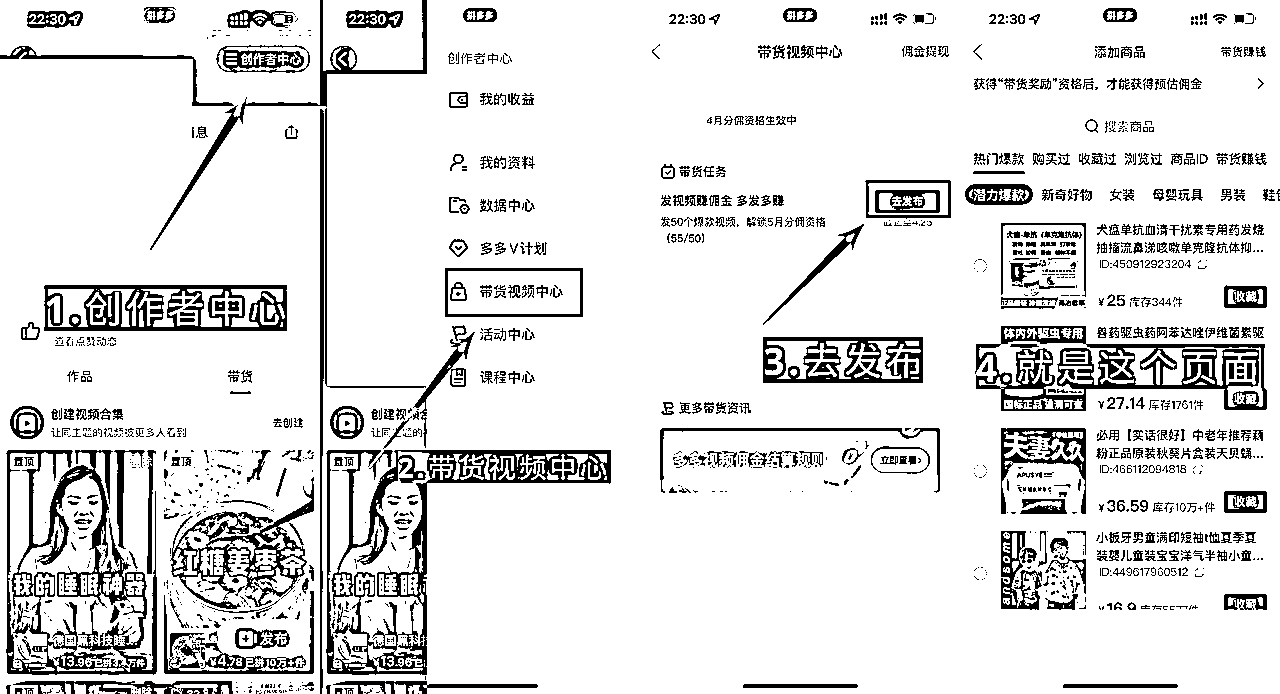 22:30
拼多多
创作者中心
1.创作者中心
查看点赞动态
作品
带货
创建视频合集
让同主题的视频被更多人看到
去创建
置顶
我的睡眠神器
¥13.96
置顶
红糖姜枣茶
发布
¥4.78 已拼10万+件
22:30
创建视频合集
置顶
我的睡眠神器
¥13.96
拼多多
创作者中心
我的收益
我的资料
数据中心
多多V计划
带货视频中心
活动中心
课程中心
2.带货视频中心
22:30
拼多多
带货视频中心
佣金提现
4月分佣资格生效中
带货任务
发视频赚佣金 多发多赚
发50个爆款视频，解锁5月分佣资格
（55/50）
去发布
3.去发布
更多带货资讯
多多视频佣金结算规则
立即查看
22:30
拼多多
添加商品
带货赚钱
获得“带货奖励”资格后，才能获得预估佣金
搜索商品
热门爆款 购买过 收藏过 浏览过 商品ID 带货赚钱
潜力爆款 新奇好物 女装 母婴玩具 男装
犬瘟单抗血清干扰素专用药发烧
抽搐流鼻涕咳嗽单克隆抗体抑...
ID:450912923204
¥25 库存344件
收藏
体内外驱虫专用
兽药驱虫药阿苯达唑伊维菌素驱
4.就是这个页面
¥27.14 库存1761件
收藏
夫妻久久
必用【笑话很好】中老年推荐藕
粉正品原装秋葵片盒装天贝蛹...
ID:466112094818
¥36.59 库存10万+件
收藏
小板牙男童满印短袖t恤夏季夏
装婴儿童装宝宝洋气半袖小童...
ID:449617960512
¥16.9
收藏